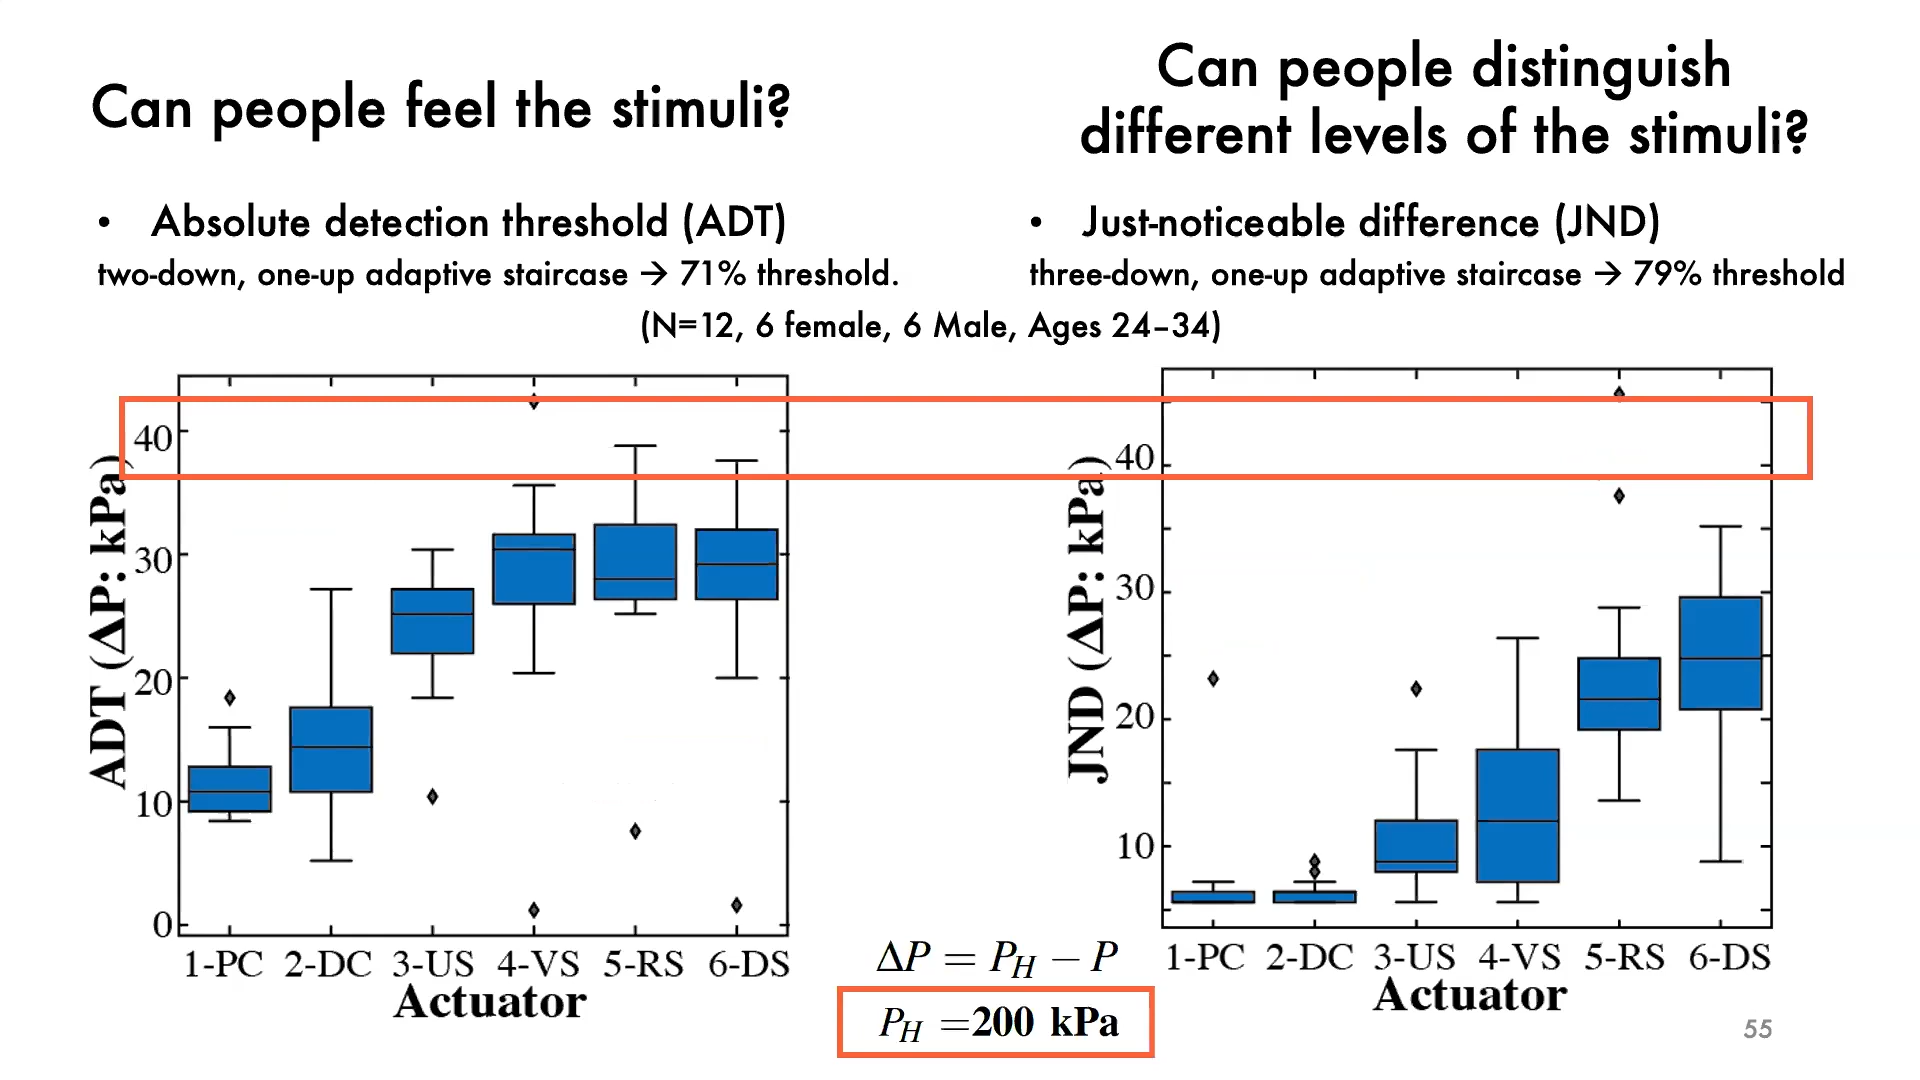 Can people feel the stimuli?
Can people distinguish
different levels of the stimuli?
• Absolute detection threshold (ADT)
two-down, one-up adaptive staircase → 71% threshold.
• Just-noticeable difference (JND)
three-down, one-up adaptive staircase → 79% threshold
(N=12, 6 female, 6 Male, Ages 24–34)
ADT (ΔP: kPa)
40
30
20
10
0
1-PC 2-DC 3-US 4-VS 5-RS 6-DS
Actuator
JND (ΔP: kPa)
40
30
20
10
1-PC 2-DC 3-US 4-VS 5-RS 6-DS
Actuator
ΔP = P_H − P
P_H =200 kPa
55